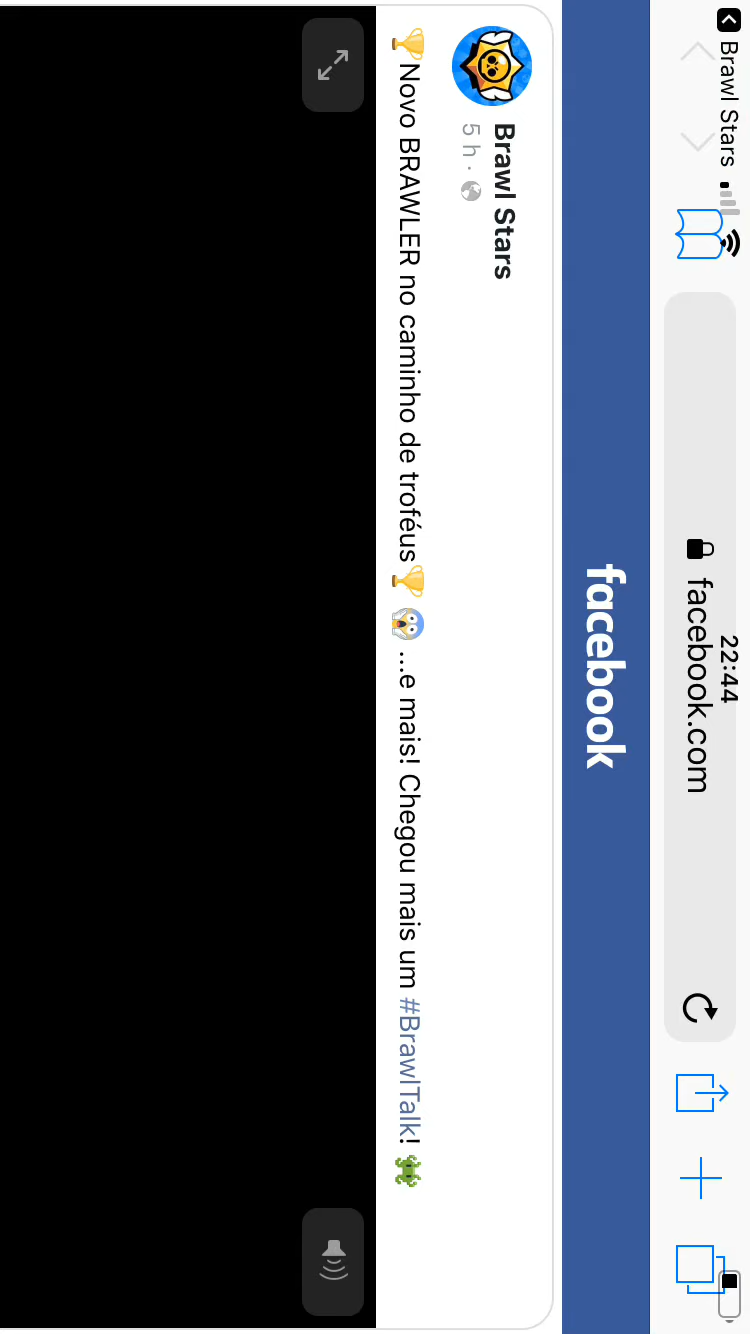 Brawl Stars
22:44
facebook.com
facebook
Brawl Stars
5 h ·
🏆Novo BRAWLER no caminho de troféus🏆 😱 ...e mais! Chegou mais um #BrawlTalk! 👾